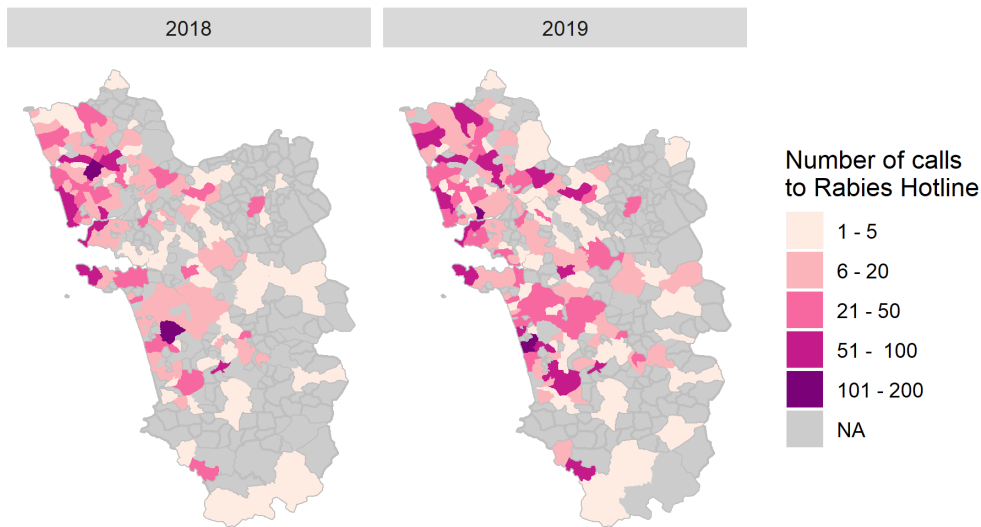 2018
2019
Number of calls
to Rabies Hotline
1 - 5
6 - 20
21 - 50
51 -  100
101 - 200
NA